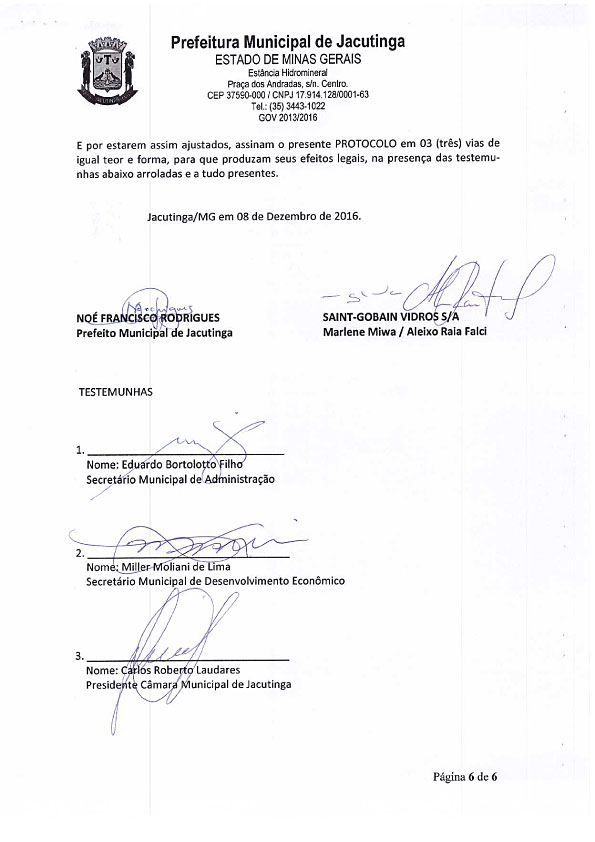 Prefeitura Municipal de Jacutinga
ESTADO DE MINAS GERAIS
Estância Hidromineral
Praça dos Andradas, s/n. Centro.
CEP 37590-000 / CNPJ 17.914.128/0001-63
Tel.: (35) 3443-1022
GOV 2013/2016
JACUTINGA
E por estarem assim ajustados, assinam o presente PROTOCOLO em 03 (três) vias de
igual teor e forma, para que produzam seus efeitos legais, na presença das testemu-
nhas abaixo arroladas e a tudo presentes.
Jacutinga/MG em 08 de Dezembro de 2016.
NOÉ FRANCISCO RODRIGUES
Prefeito Municipal de Jacutinga
SAINT-GOBAIN VIDROS S/A
Marlene Miwa / Aleixo Raia Falci
TESTEMUNHAS
1.
Nome: Eduardo Bortolotto Filho
Secretário Municipal de Administração
2.
Nome: Miller Moliani de Lima
Secretário Municipal de Desenvolvimento Econômico
3.
Nome: Carlos Roberto Laudares
Presidente Câmara Municipal de Jacutinga
Página 6 de 6